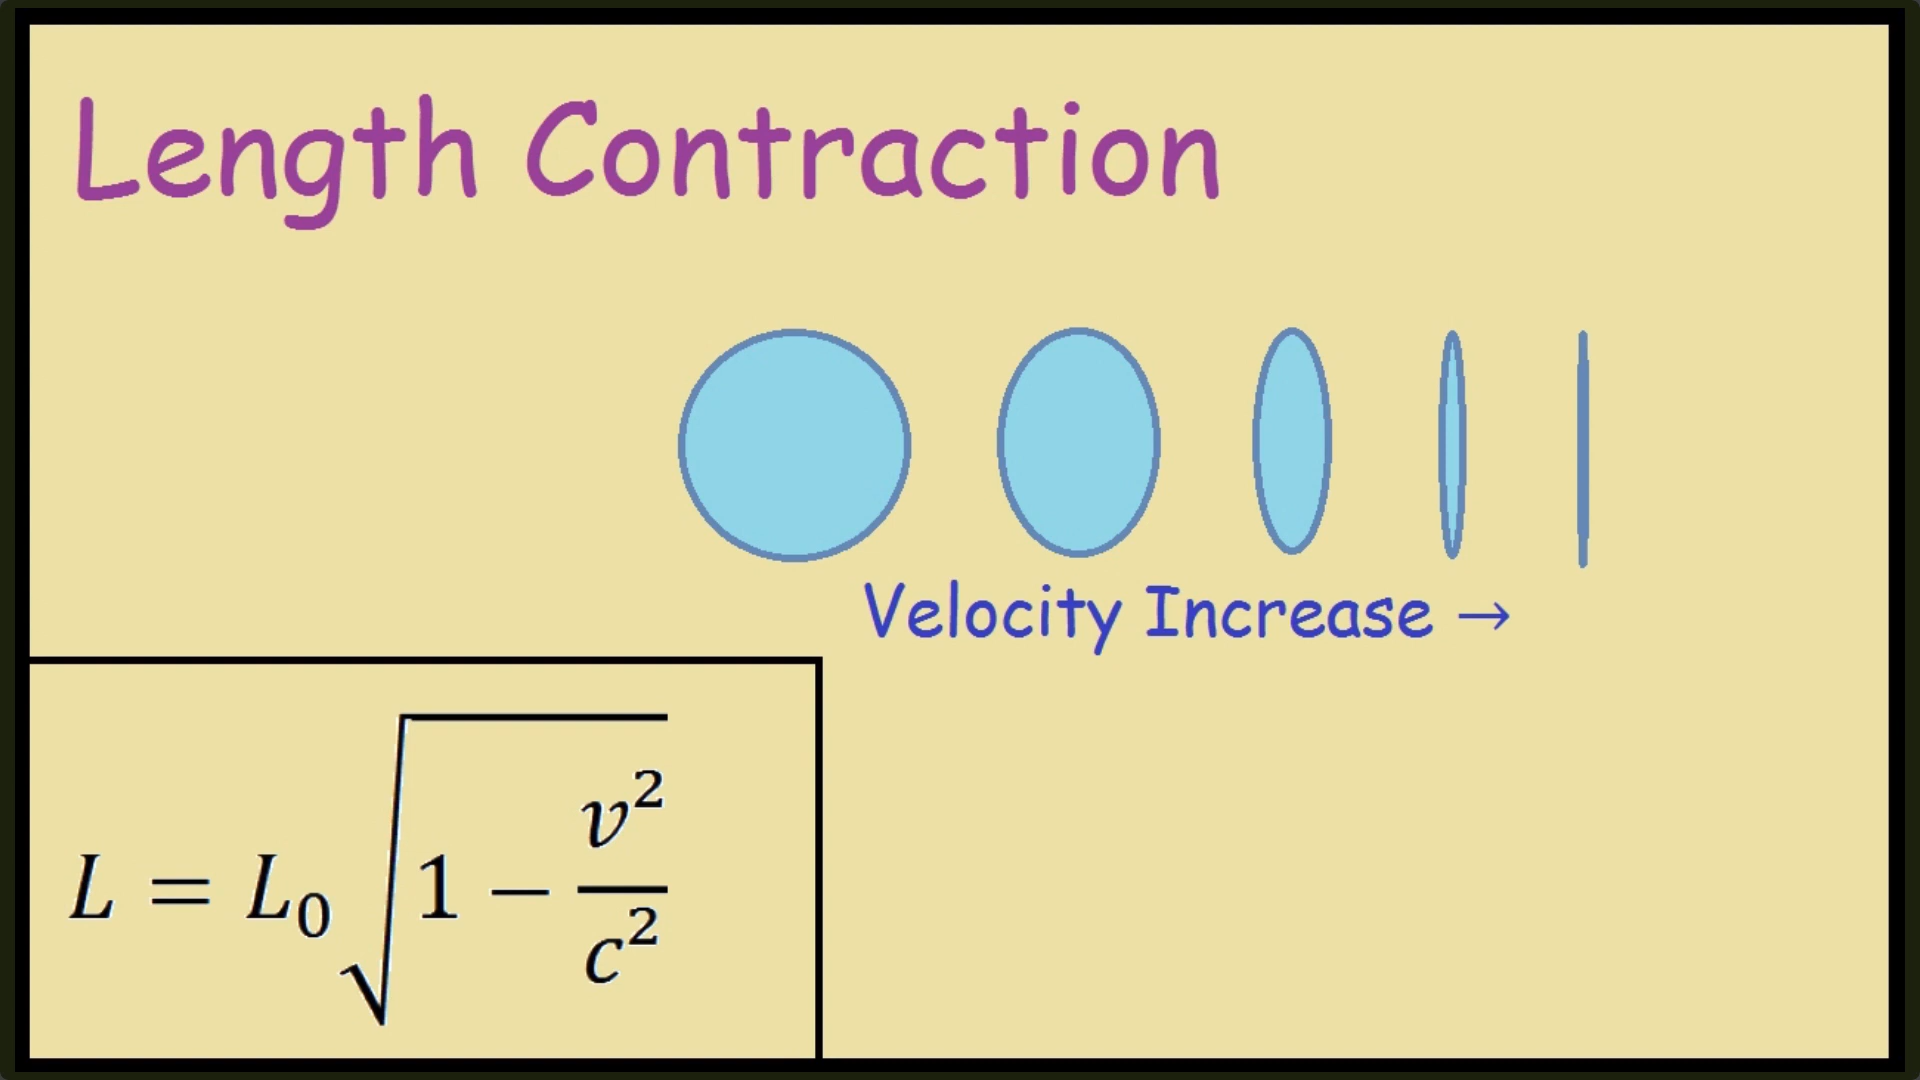 Length Contraction
Velocity Increase →
L = L₀ √(1 − v²/c²)